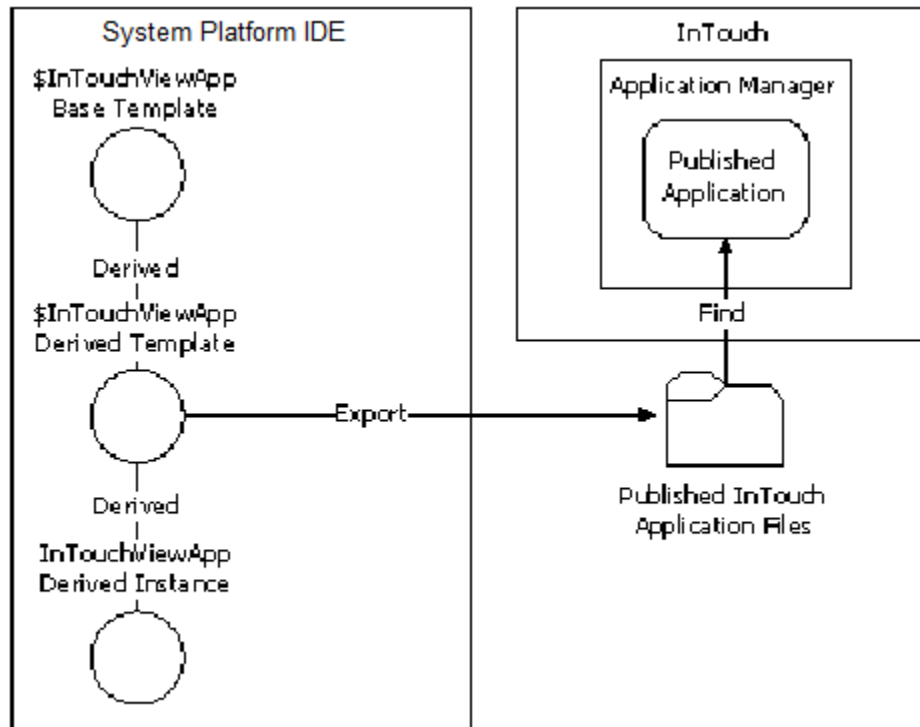 System Platform IDE
$InTouchViewApp
Base Template
Derived
$InTouchViewApp
Derived Template
Export
Derived
InTouchViewApp
Derived Instance
InTouch
Application Manager
Published
Application
Find
Published InTouch
Application Files